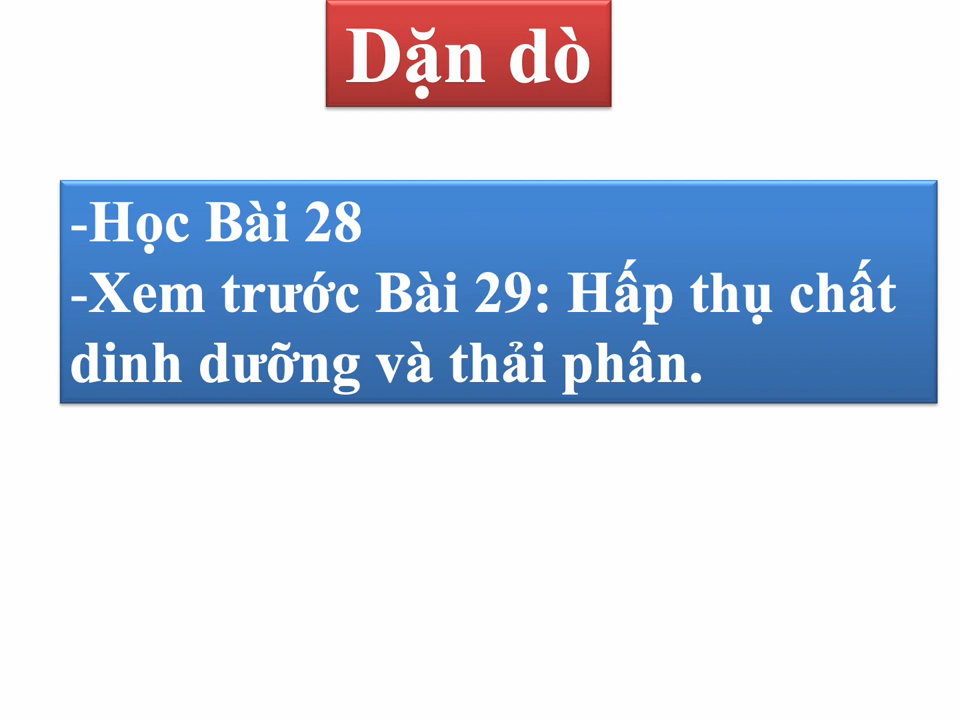 Dặn dò
-Học Bài 28
-Xem trước Bài 29: Hấp thụ chất
dinh dưỡng và thải phân.